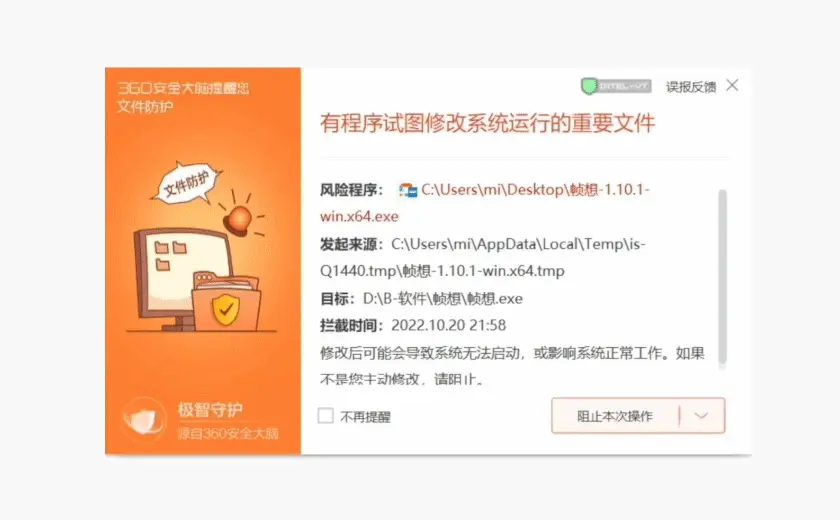 360安全大脑提醒您
文件防护
INTEL-VT
误报反馈
有程序试图修改系统运行的重要文件
文件防护
风险程序: C:\Users\mi\Desktop\帧想-1.10.1-
win.x64.exe
发起来源: C:\Users\mi\AppData\Local\Temp\is-
Q1440.tmp\帧想-1.10.1-win.x64.tmp
目标: D:\B-软件\帧想\帧想.exe
拦截时间: 2022.10.20 21:58
修改后可能会导致系统无法启动，或影响系统正常工作。如果
不是您主动修改，请阻止。
极智守护
源自360安全大脑
不再提醒
阻止本次操作